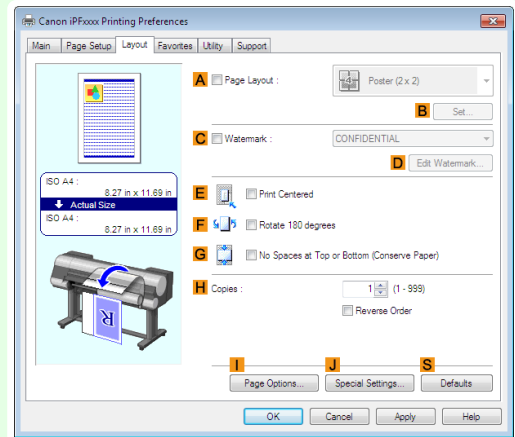 Canon iPFxxxx Printing Preferences
Main Page Setup Layout Favorites Utility Support
A Page Layout : Poster (2 x 2)
B Set...
C Watermark : CONFIDENTIAL
D Edit Watermark...
ISO A4 :
8.27 in x 11.69 in
Actual Size
ISO A4 :
8.27 in x 11.69 in
E Print Centered
F Rotate 180 degrees
G No Spaces at Top or Bottom (Conserve Paper)
H Copies : 1 (1 - 999)
Reverse Order
R
I J S
Page Options... Special Settings... Defaults
OK Cancel Apply Help